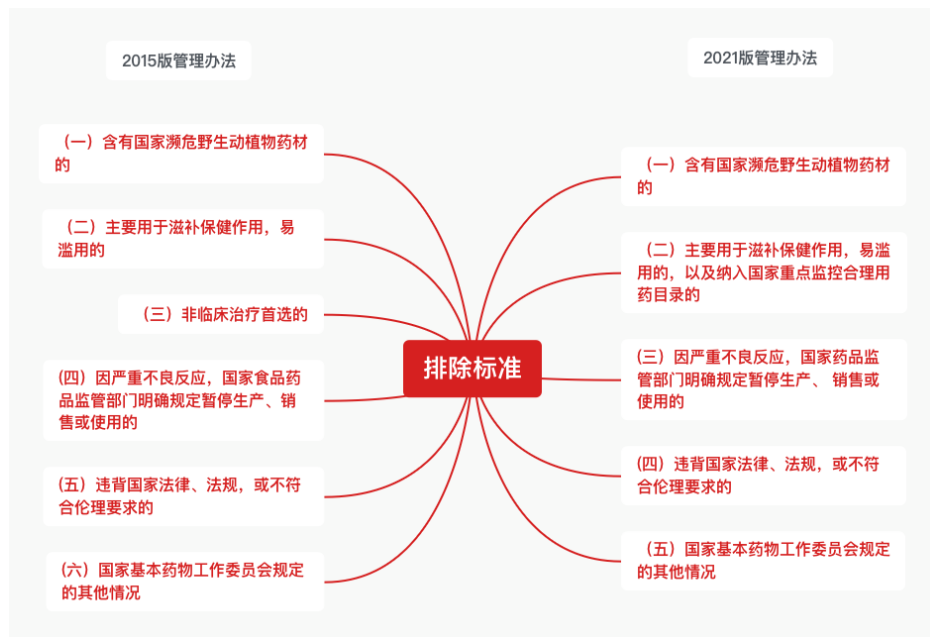 2015版管理办法
（一）含有国家濒危野生动植物药材
的
（二）主要用于滋补保健作用，易
滥用的
（三）非临床治疗首选的
(四）因严重不良反应，国家食品药
品监管部门明确规定暂停生产、销
售或使用的
(五）违背国家法律、法规，或不符
合伦理要求的
(六）国家基本药物工作委员会规定
的其他情况
排除标准
2021版管理办法
（一）含有国家濒危野生动植物药材
的
（二）主要用于滋补保健作用，易滥
用的，以及纳入国家重点监控合理用
药目录的
(三）因严重不良反应，国家药品监
管部门明确规定暂停生产、 销售或
使用的
(四）违背国家法律、法规，或不符
合伦理要求的
（五）国家基本药物工作委员会规定
的其他情况